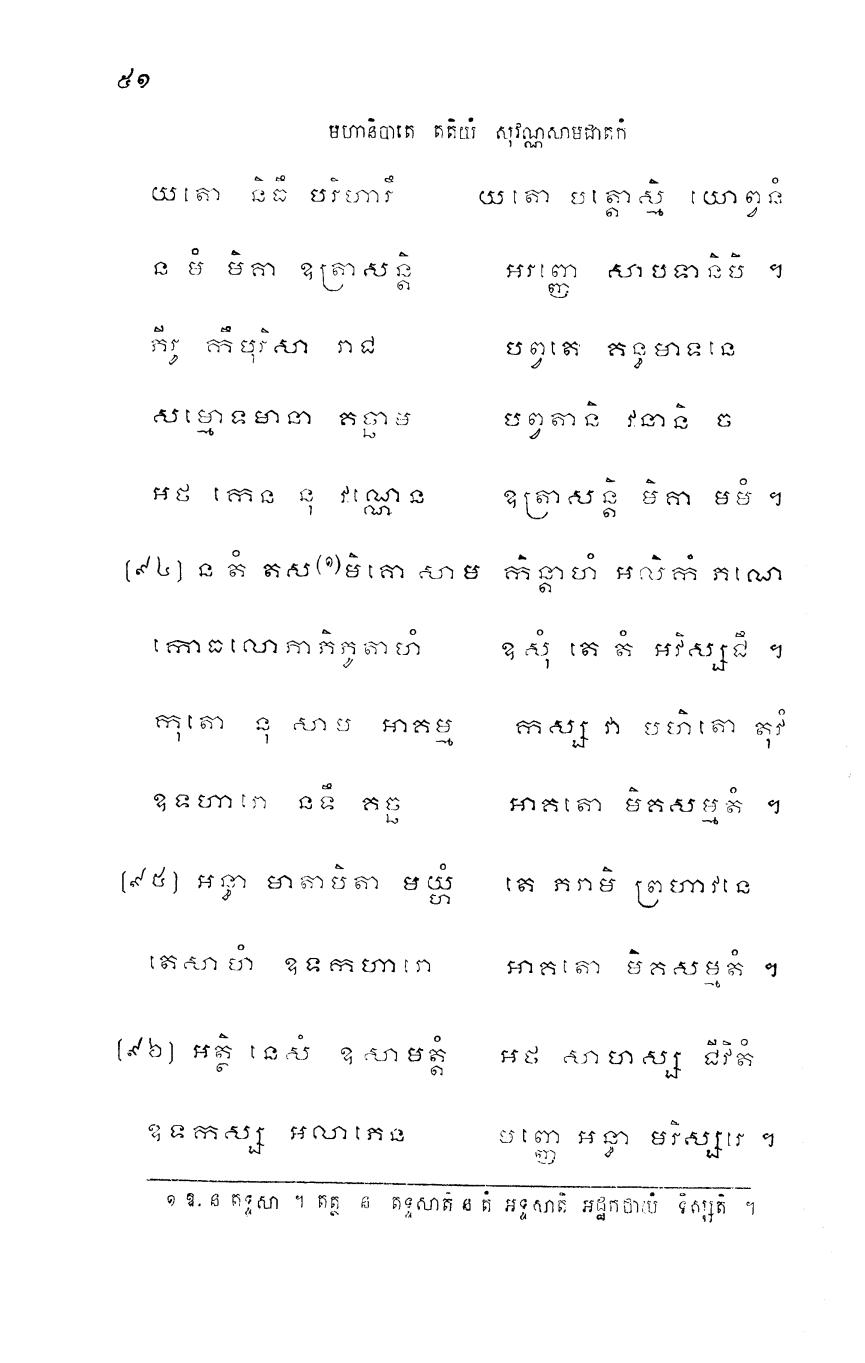 ៥១
មហានិបាតេ តតិយំ សុវណ្ណសាមជាតកំ
យតោ និធឹ បរិហារឹ យតោ បត្តោស្មិ យោព្វនំ
ន មំ មិគា ឧត្រាសន្តិ អរញ្ញេ សាបទានិបិ ។
ភីរូ កឹបុរិសា រាជ បព្វតេ គន្ធមាទនេ
សម្មោទមានា គច្ឆាម បព្វតានិ វនានិ ច
អថ កេន នុ វណ្ណេន ឧត្រាសន្តិ មិគា មមំ ។
(៩៤) ន តំ តស(១)មិគោ សាម កិន្តាហំ អលិកំ ភណេ
កោធលោភាភិភូតាហំ ឧសុំ តេ តំ អវិស្សជឹ ។
កុតោ នុ សាម អាគម្ម កស្ស វា បហិតោ តុវំ
ឧទហារោ នទឹ គច្ឆ អាគតោ មិគសម្មតំ ។
(៩៥) អន្ធា មាតាបិតា មយ្ហំ តេ ភរាមិ ព្រហាវនេ
តេសាហំ ឧទកហារោ អាគតោ មិគសម្មតំ ។
(៩៦) អត្ថិ នេសំ ឧសាមត្តំ អថ សាហស្ស ជីវិតំ
ឧទកស្ស អលាភេន មញ្ញេ អន្ធា មរិស្សរេ ។
១ ឱ. ន តទ្ទសា ។ តត្ថ ន តទ្ទសាតិ ន តំ អទ្ទសាតិ អដ្ឋកថាយំ ទិស្សតិ ។